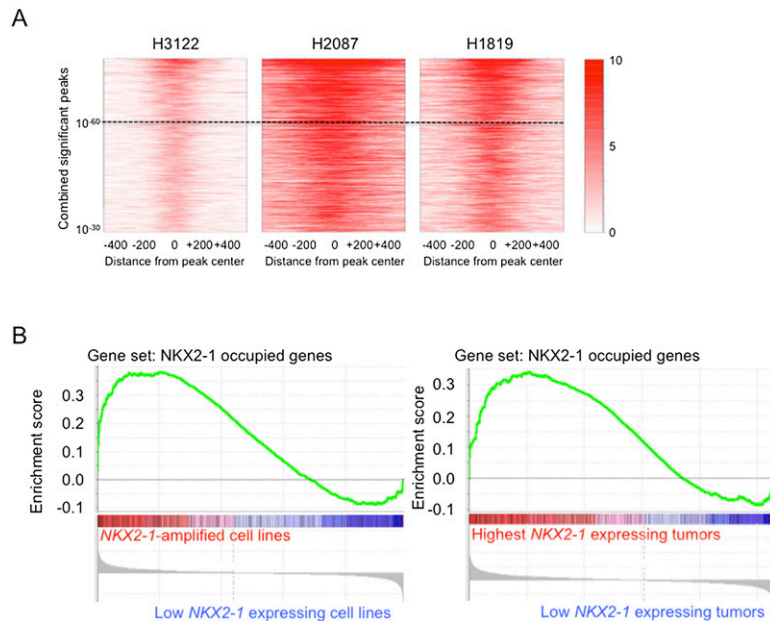 A
H3122 H2087 H1819
Combined significant peaks
10-60
10-30
10
5
0
-400 -200 0 +200+400 -400 -200 0 +200+400 -400 -200 0 +200+400
Distance from peak center Distance from peak center Distance from peak center
B
Gene set: NKX2-1 occupied genes
Enrichment score
0.3
0.2
0.1
0.0
-0.1
NKX2-1-amplified cell lines
Low NKX2-1 expressing cell lines
Gene set: NKX2-1 occupied genes
Enrichment score
0.3
0.2
0.1
0.0
-0.1
Highest NKX2-1 expressing tumors
Low NKX2-1 expressing tumors